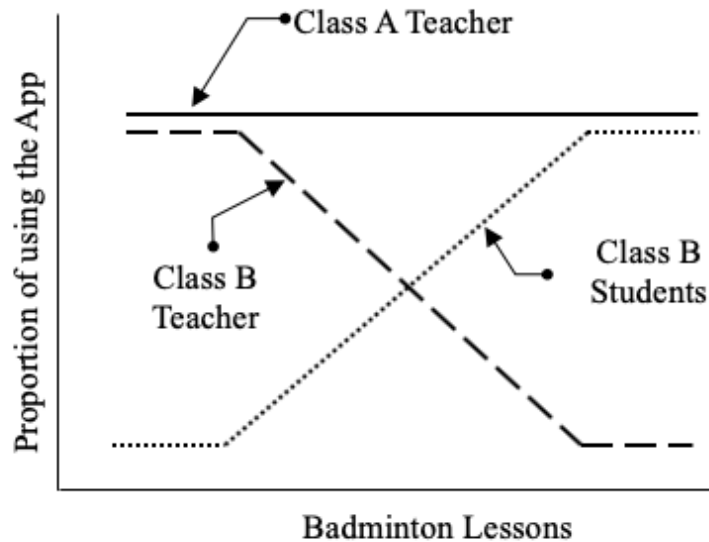 Class A Teacher
Proportion of using the App
Class B
Teacher
Class B
Students
Badminton Lessons